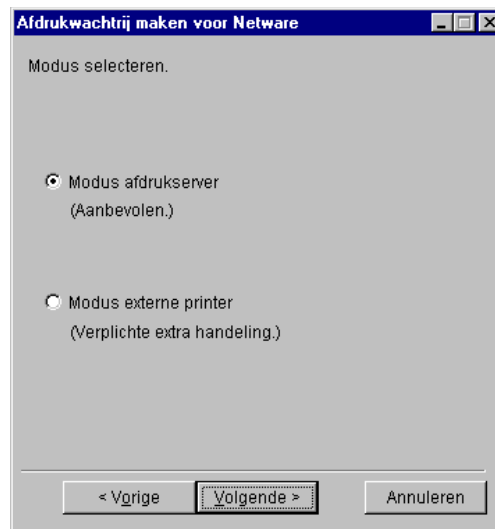 Afdrukwachtrij maken voor Netware
Modus selecteren.
Modus afdrukserver
(Aanbevolen.)
Modus externe printer
(Verplichte extra handeling.)
< Vorige Volgende > Annuleren